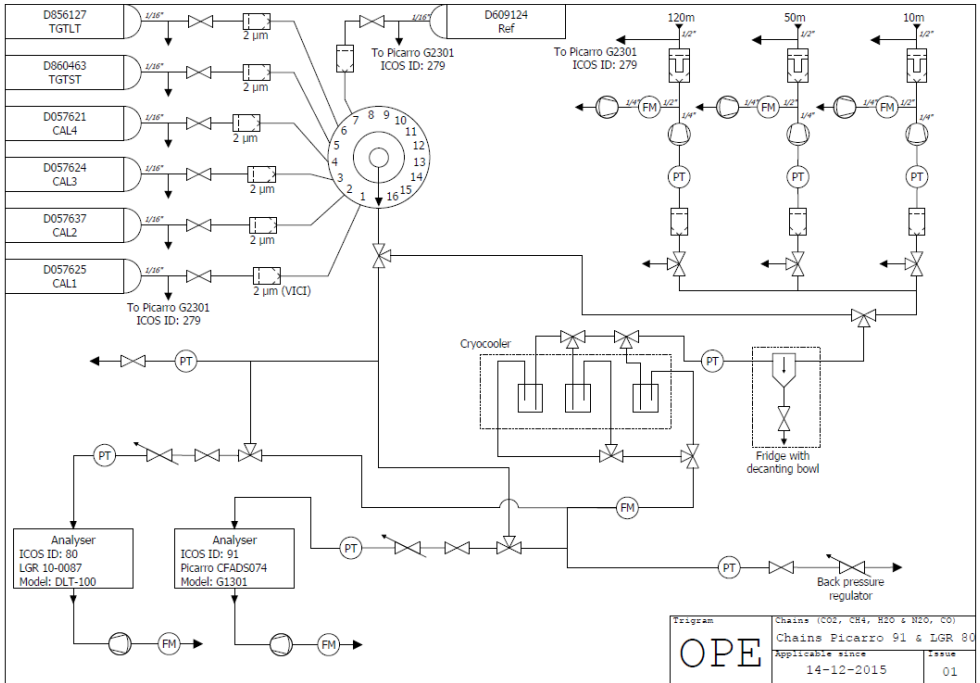 D856127
TGTLT
1/16"
2 µm
D860463
TGTST
1/16"
2 µm
D057621
CAL4
1/16"
2 µm
D057624
CAL3
1/16"
2 µm
D057637
CAL2
1/16"
2 µm
D057625
CAL1
1/16"
2 µm (VICI)
To Picarro G2301
ICOS ID: 279
1/16"
D609124
Ref
To Picarro G2301
ICOS ID: 279
1
2
3
4
5
6
7
8
9
10
11
12
13
14
15
16
120m
50m
10m
1/2"
1/2"
1/2"
To Picarro G2301
ICOS ID: 279
1/2"
1/2"
1/2"
1/4"
FM
1/2"
1/4"
FM
1/2"
1/4"
FM
1/2"
1/4"
1/4"
1/4"
PT
PT
PT
Cryocooler
PT
PT
Fridge with
decanting bowl
PT
FM
Analyser
ICOS ID: 80
LGR 10-0087
Model: DLT-100
Analyser
ICOS ID: 91
Picarro CFADS074
Model: G1301
PT
PT
Back pressure
regulator
FM
FM
Trigram
OPE
Chains (CO2, CH4, H2O & N2O, CO)
Chains Picarro 91 & LGR 80
Applicable since
14-12-2015
Issue
01